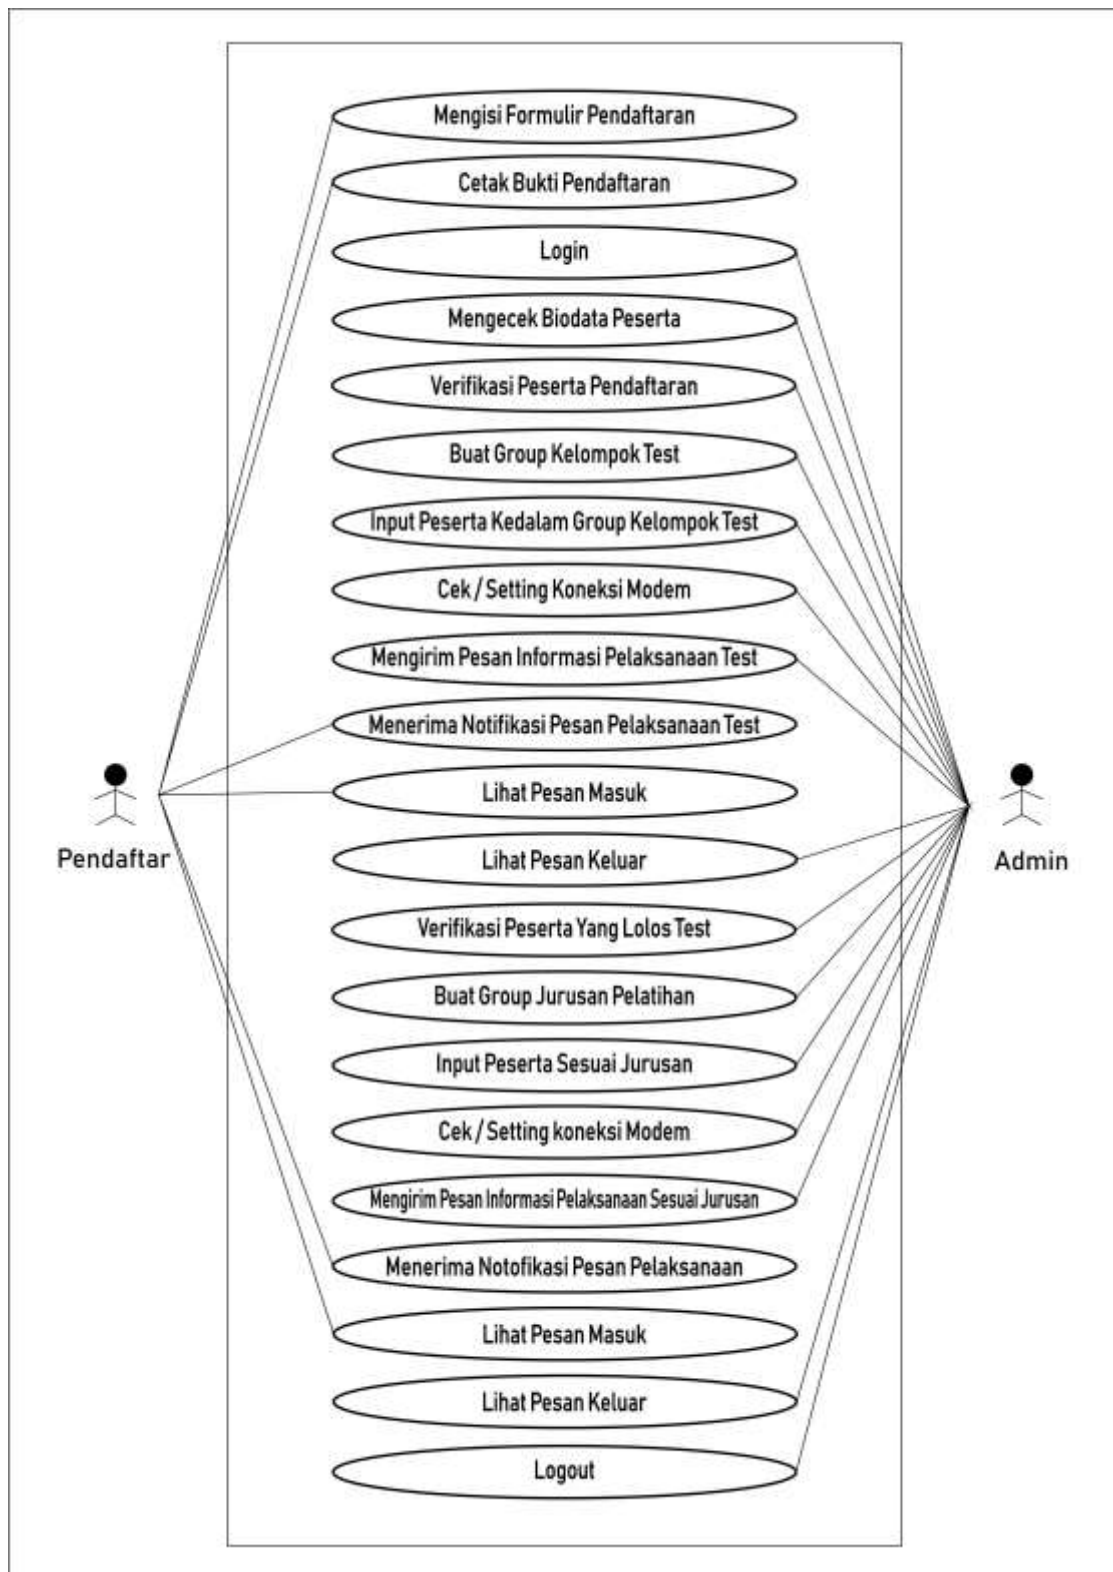 Mengisi Formulir Pendaftaran
Cetak Bukti Pendaftaran
Login
Mengecek Biodata Peserta
Verifikasi Peserta Pendaftaran
Buat Group Kelompok Test
Input Peserta Kedalam Group Kelompok Test
Cek / Setting Koneksi Modem
Mengirim Pesan Informasi Pelaksanaan Test
Menerima Notifikasi Pesan Pelaksanaan Test
Lihat Pesan Masuk
Pendaftar
Lihat Pesan Keluar
Admin
Verifikasi Peserta Yang Lolos Test
Buat Group Jurusan Pelatihan
Input Peserta Sesuai Jurusan
Cek / Setting koneksi Modem
Mengirim Pesan Informasi Pelaksanaan Sesuai Jurusan
Menerima Notofikasi Pesan Pelaksanaan
Lihat Pesan Masuk
Lihat Pesan Keluar
Logout